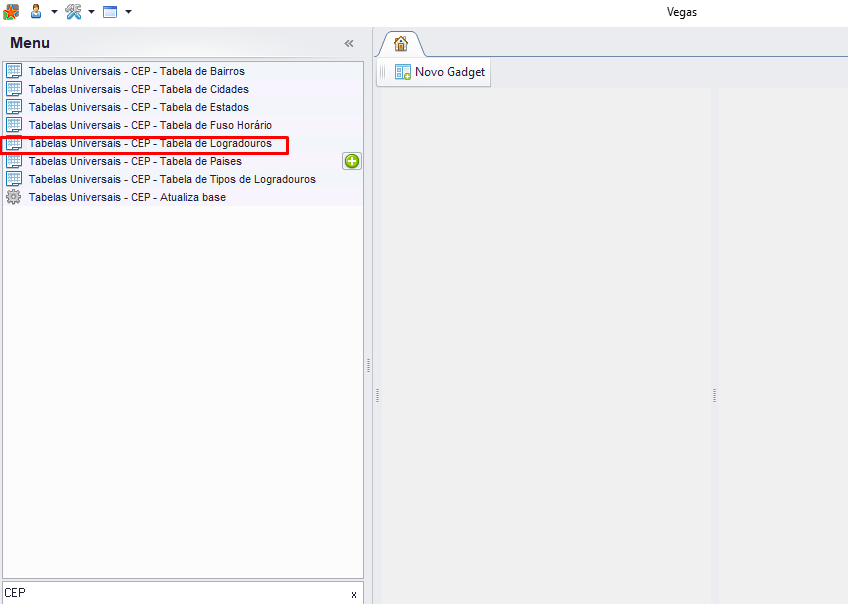 Vegas
Menu
«
Novo Gadget
Tabelas Universais - CEP - Tabela de Bairros
Tabelas Universais - CEP - Tabela de Cidades
Tabelas Universais - CEP - Tabela de Estados
Tabelas Universais - CEP - Tabela de Fuso Horário
Tabelas Universais - CEP - Tabela de Logradouros
Tabelas Universais - CEP - Tabela de Paises
Tabelas Universais - CEP - Tabela de Tipos de Logradouros
Tabelas Universais - CEP - Atualiza base
CEP
x